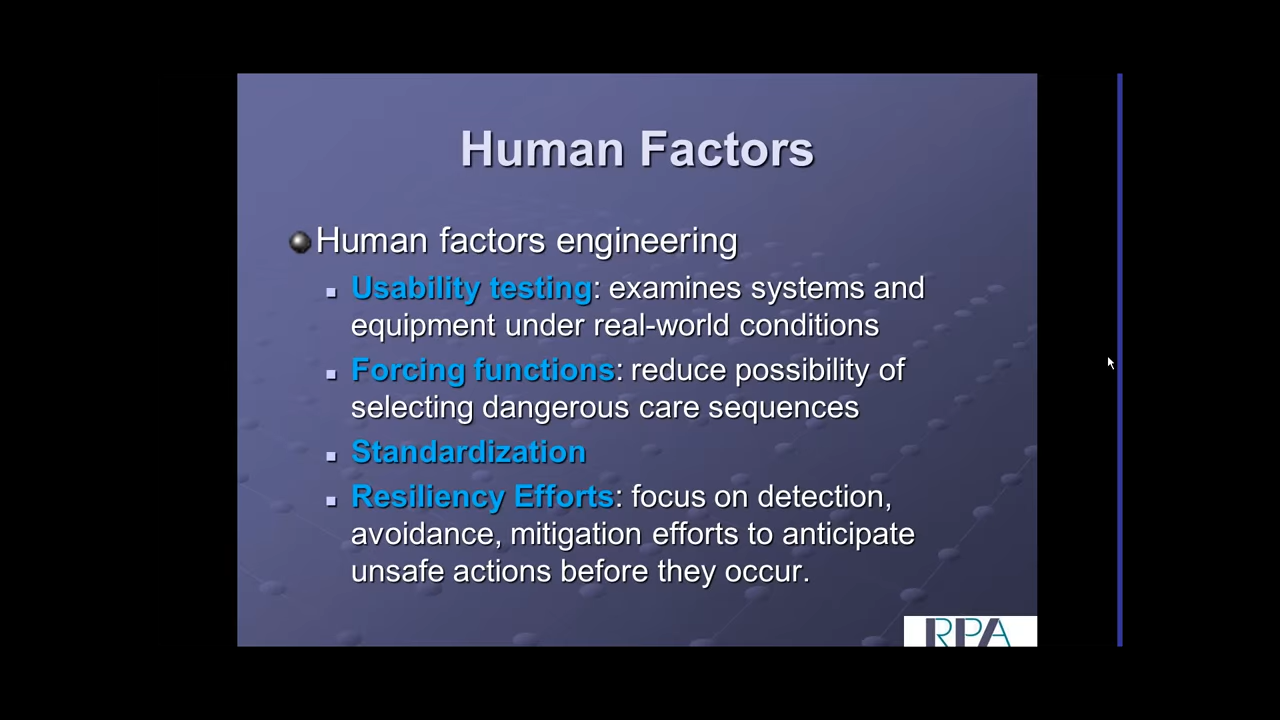 Human Factors
Human factors engineering
Usability testing: examines systems and
equipment under real-world conditions
Forcing functions: reduce possibility of
selecting dangerous care sequences
Standardization
Resiliency Efforts: focus on detection,
avoidance, mitigation efforts to anticipate
unsafe actions before they occur.
RPA